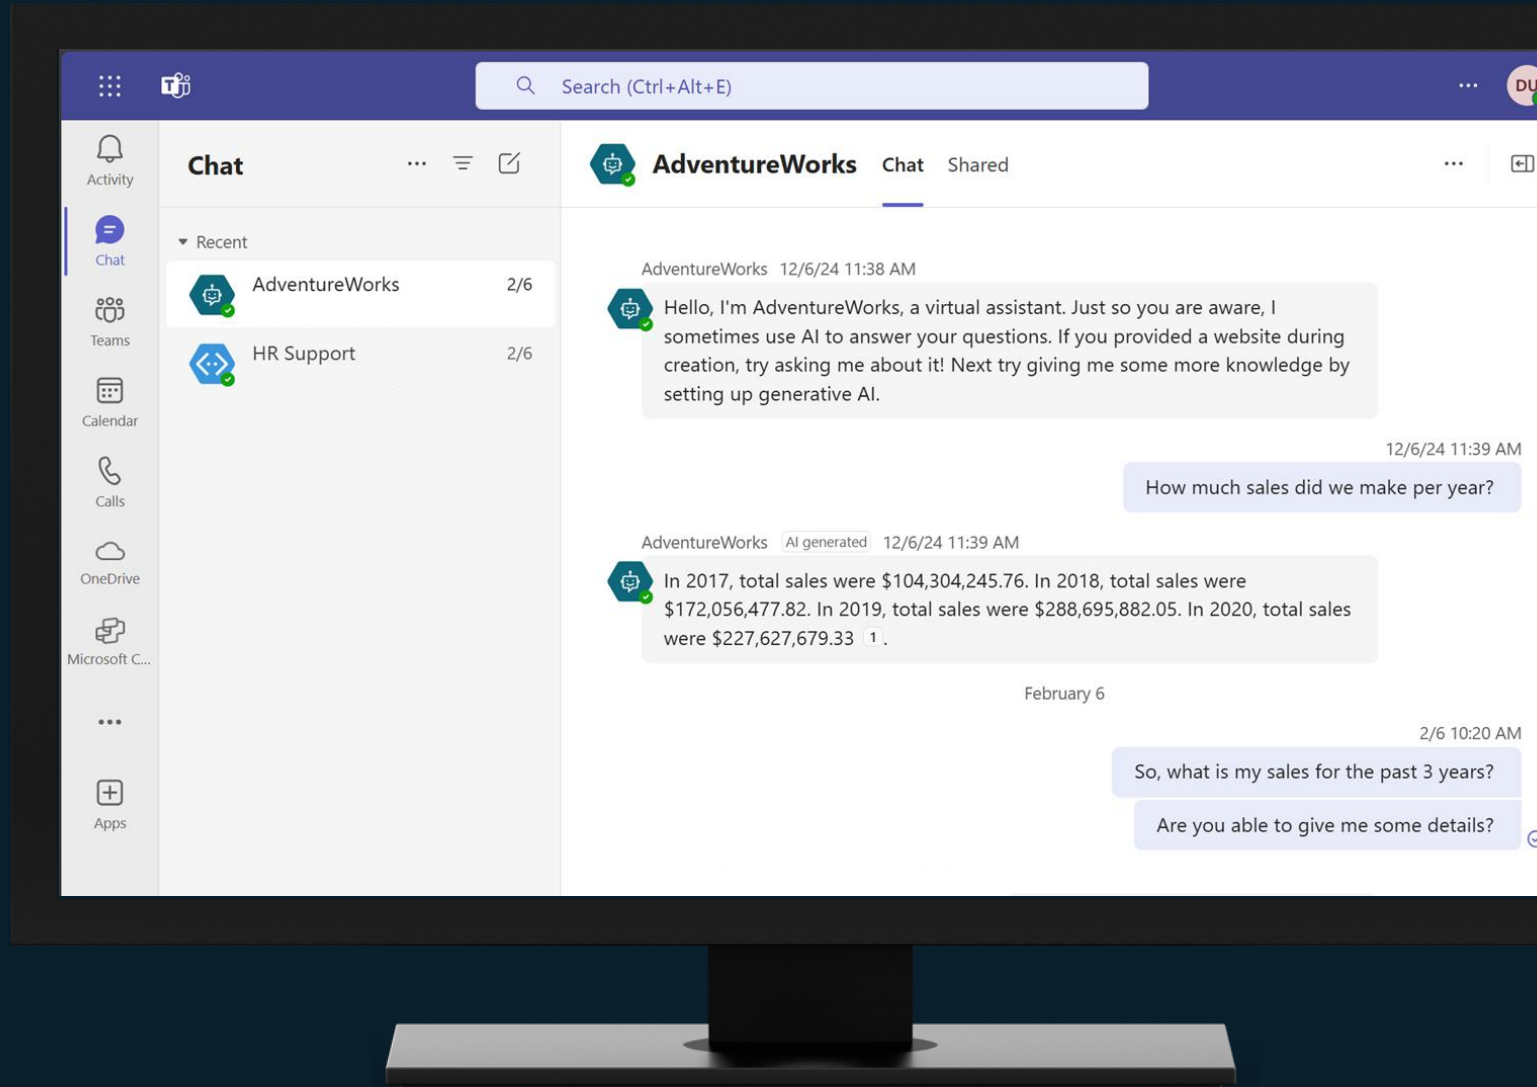 Search (Ctrl+Alt+E)
Activity
Chat
Teams
Calendar
Calls
OneDrive
Microsoft C...
Apps
Chat
Recent
AdventureWorks 2/6
HR Support 2/6
AdventureWorks Chat Shared
AdventureWorks 12/6/24 11:38 AM
Hello, I'm AdventureWorks, a virtual assistant. Just so you are aware, I
sometimes use AI to answer your questions. If you provided a website during
creation, try asking me about it! Next try giving me some more knowledge by
setting up generative AI.
12/6/24 11:39 AM
How much sales did we make per year?
AdventureWorks AI generated 12/6/24 11:39 AM
In 2017, total sales were $104,304,245.76. In 2018, total sales were
$172,056,477.82. In 2019, total sales were $288,695,882.05. In 2020, total sales
were $227,627,679.33 1.
February 6
2/6 10:20 AM
So, what is my sales for the past 3 years?
Are you able to give me some details?